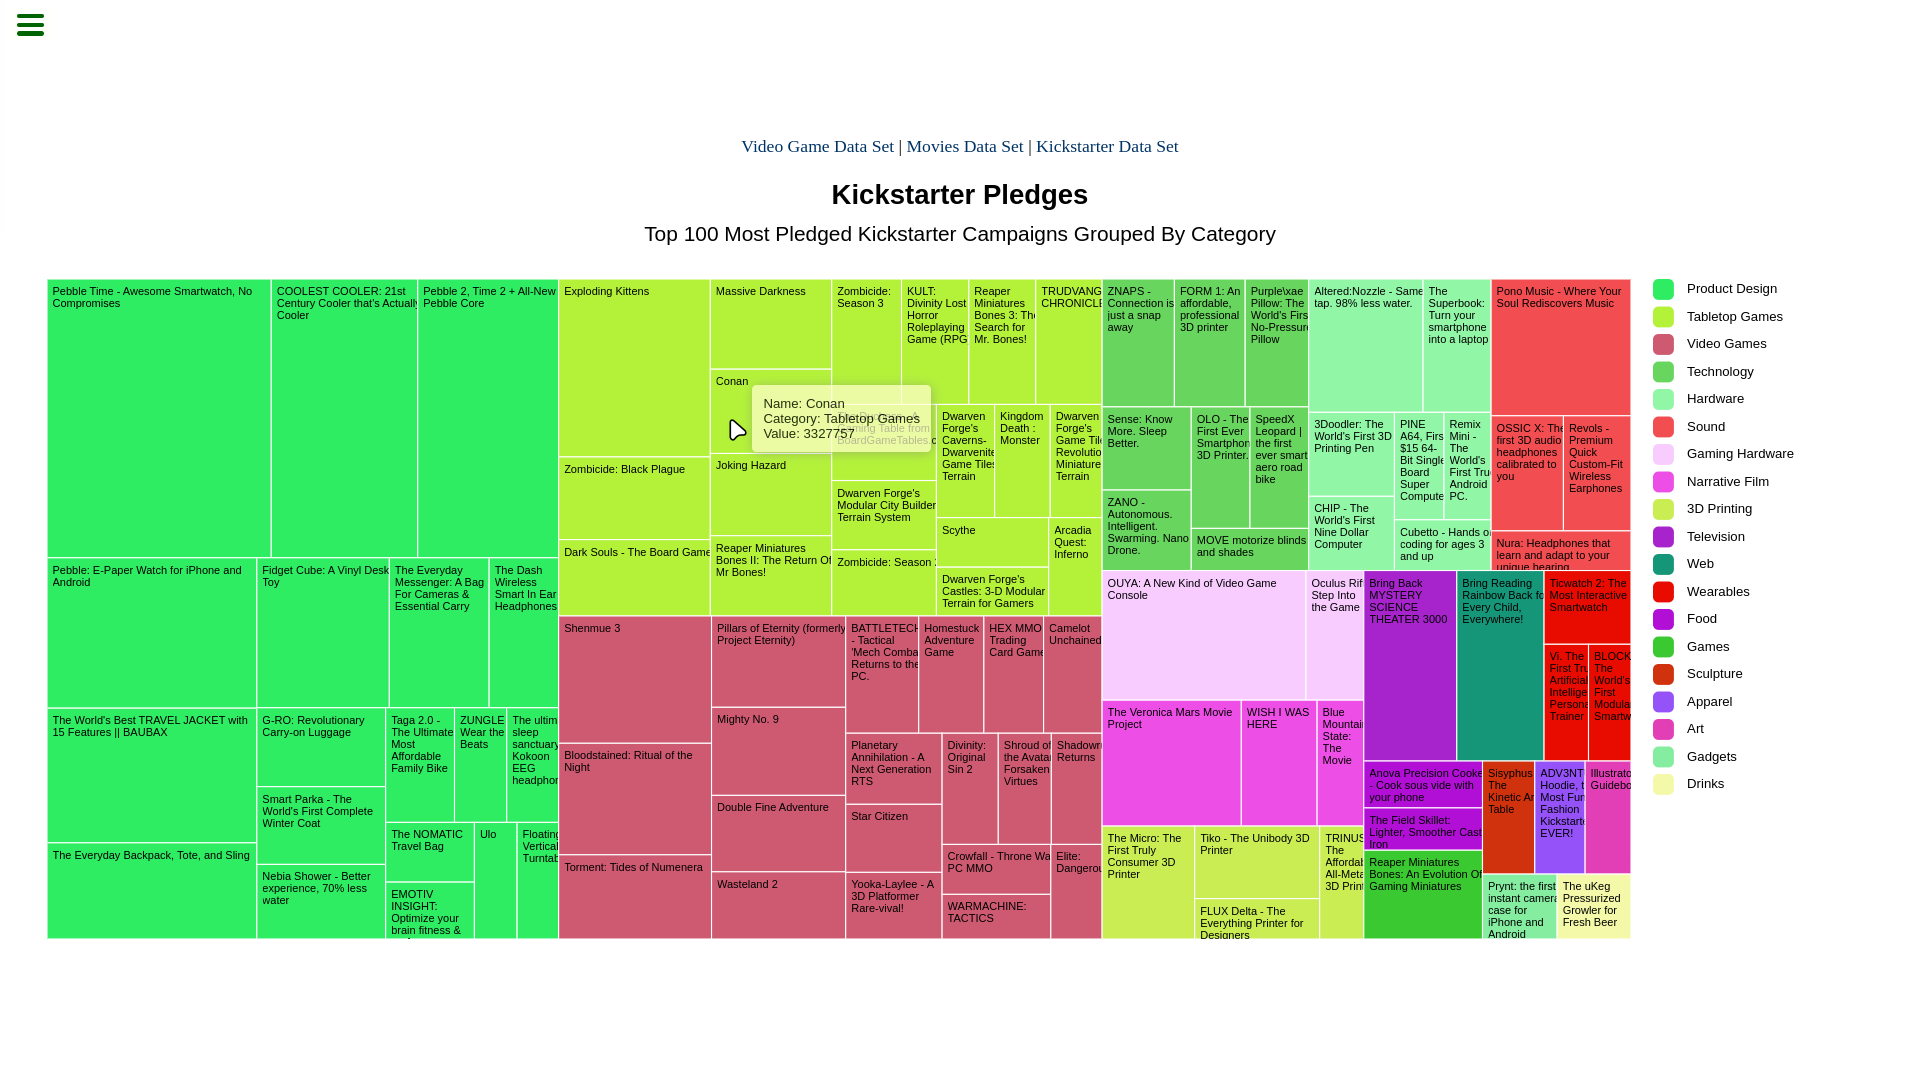 Video Game Data Set | Movies Data Set | Kickstarter Data Set
Kickstarter Pledges
Top 100 Most Pledged Kickstarter Campaigns Grouped By Category
Pebble Time - Awesome Smartwatch, No
Compromises
COOLEST COOLER: 21st
Century Cooler that's Actually
Cooler
Pebble 2, Time 2 + All-New
Pebble Core
Pebble: E-Paper Watch for iPhone and
Android
Fidget Cube: A Vinyl Desk
Toy
The Everyday
Messenger: A Bag
For Cameras &
Essential Carry
The Dash
Wireless
Smart In Ear
Headphones
The World's Best TRAVEL JACKET with
15 Features || BAUBAX
The Everyday Backpack, Tote, and Sling
G-RO: Revolutionary
Carry-on Luggage
Smart Parka - The
World's First Complete
Winter Coat
Nebia Shower - Better
experience, 70% less
water
Taga 2.0 -
The Ultimate
Most
Affordable
Family Bike
ZUNGLE
Wear the
Beats
The ultim
sleep
sanctuary
Kokoon
EEG
headphon
The NOMATIC
Travel Bag
EMOTIV
INSIGHT:
Optimize your
brain fitness &
Ulo
Floating
Vertical
Turntab
Exploding Kittens
Zombicide: Black Plague
Dark Souls - The Board Game
Massive Darkness
Conan
Joking Hazard
Reaper Miniatures
Bones II: The Return Of
Mr Bones!
Zombicide:
Season 3
KULT:
Divinity Lost
Horror
Roleplaying
Game (RPG
Reaper
Miniatures
Bones 3: The
Search for
Mr. Bones!
TRUDVANG
CHRONICLE
Name: Conan
Category: Tabletop Games
Value: 3327757
Gaming Table from
BoardGameTables.c
Dwarven Forge's
Modular City Builder
Terrain System
Zombicide: Season 2
Dwarven
Forge's
Caverns-
Dwarvenite
Game Tiles
Terrain
Kingdom
Death :
Monster
Dwarven
Forge's
Game Tile
Revolution
Miniature
Terrain
Scythe
Dwarven Forge's
Castles: 3-D Modular
Terrain for Gamers
Arcadia
Quest:
Inferno
Shenmue 3
Bloodstained: Ritual of the
Night
Torment: Tides of Numenera
Pillars of Eternity (formerly
Project Eternity)
Mighty No. 9
Double Fine Adventure
Wasteland 2
BATTLETECH
- Tactical
'Mech Comba
Returns to the
PC.
Homestuck
Adventure
Game
HEX MMO
Trading
Card Game
Camelot
Unchained
Planetary
Annihilation - A
Next Generation
RTS
Star Citizen
Yooka-Laylee - A
3D Platformer
Rare-vival!
Divinity:
Original
Sin 2
Shroud of
the Avatar
Forsaken
Virtues
Shadowru
Returns
Crowfall - Throne Wa
PC MMO
WARMACHINE:
TACTICS
Elite:
Dangerou
ZNAPS -
Connection is
just a snap
away
FORM 1: An
affordable,
professional
3D printer
Purple\xae
Pillow: The
World's First
No-Pressure
Pillow
Sense: Know
More. Sleep
Better.
ZANO -
Autonomous.
Intelligent.
Swarming. Nano
Drone.
OLO - The
First Ever
Smartphon
3D Printer.
SpeedX
Leopard |
the first
ever smart
aero road
bike
MOVE motorize blinds
and shades
Altered:Nozzle - Same
tap. 98% less water.
The
Superbook:
Turn your
smartphone
into a laptop
3Doodler: The
World's First 3D
Printing Pen
CHIP - The
World's First
Nine Dollar
Computer
PINE
A64, Firs
$15 64-
Bit Single
Board
Super
Compute
Remix
Mini -
The
World's
First True
Android
PC.
Cubetto - Hands on
coding for ages 3
and up
Pono Music - Where Your
Soul Rediscovers Music
OSSIC X: The
first 3D audio
headphones
calibrated to
you
Revols -
Premium
Quick
Custom-Fit
Wireless
Earphones
Nura: Headphones that
learn and adapt to your
unique hearing
OUYA: A New Kind of Video Game
Console
Oculus Rift
Step Into
the Game
The Veronica Mars Movie
Project
WISH I WAS
HERE
Blue
Mountain
State:
The
Movie
The Micro: The
First Truly
Consumer 3D
Printer
Tiko - The Unibody 3D
Printer
FLUX Delta - The
Everything Printer for
Designers
TRINUS
The
Affordab
All-Meta
3D Print
Bring Back
MYSTERY
SCIENCE
THEATER 3000
Bring Reading
Rainbow Back fo
Every Child,
Everywhere!
Ticwatch 2: The
Most Interactive
Smartwatch
Vi. The
First Tru
Artificial
Intellige
Persona
Trainer
BLOCK
The
World's
First
Modula
Smartw
Anova Precision Cooke
- Cook sous vide with
your phone
The Field Skillet:
Lighter, Smoother Cast
Iron
Reaper Miniatures
Bones: An Evolution Of
Gaming Miniatures
Sisyphus
The
Kinetic Ar
Table
ADV3NT
Hoodie, t
Most Fun
Fashion
Kickstarte
EVER!
Illustrato
Guidebo
Prynt: the first
instant camera
case for
iPhone and
Android
The uKeg
Pressurized
Growler for
Fresh Beer
Product Design
Tabletop Games
Video Games
Technology
Hardware
Sound
Gaming Hardware
Narrative Film
3D Printing
Television
Web
Wearables
Food
Games
Sculpture
Apparel
Art
Gadgets
Drinks